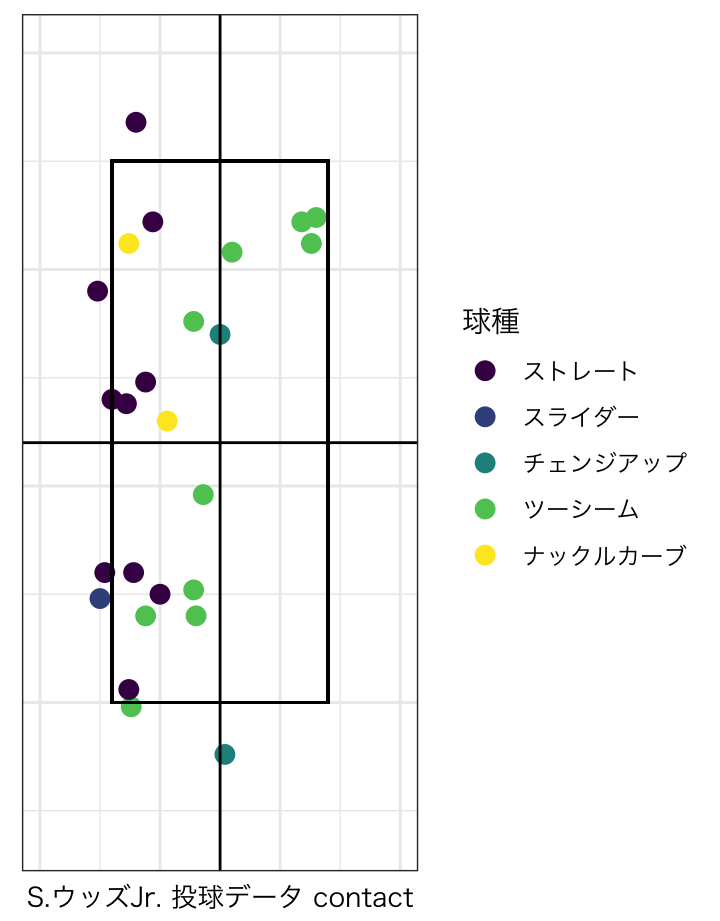 球種
ストレート
スライダー
チェンジアップ
ツーシーム
ナックルカーブ
S.ウッズJr. 投球データ contact